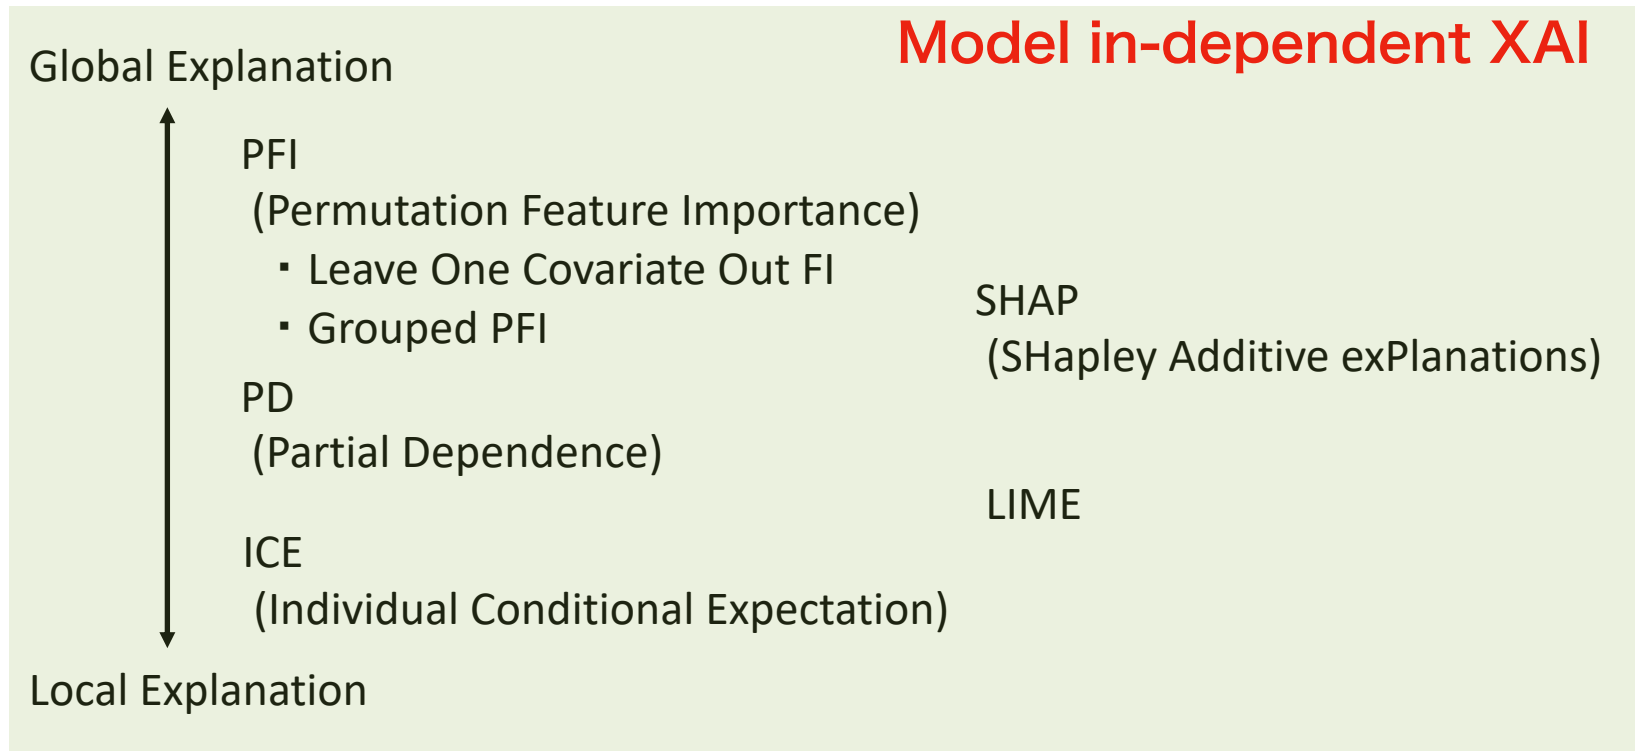 Model in-dependent XAI
Global Explanation
PFI
(Permutation Feature Importance)
・Leave One Covariate Out FI
・Grouped PFI
PD
(Partial Dependence)
ICE
(Individual Conditional Expectation)
SHAP
(SHapley Additive exPlanations)
LIME
Local Explanation